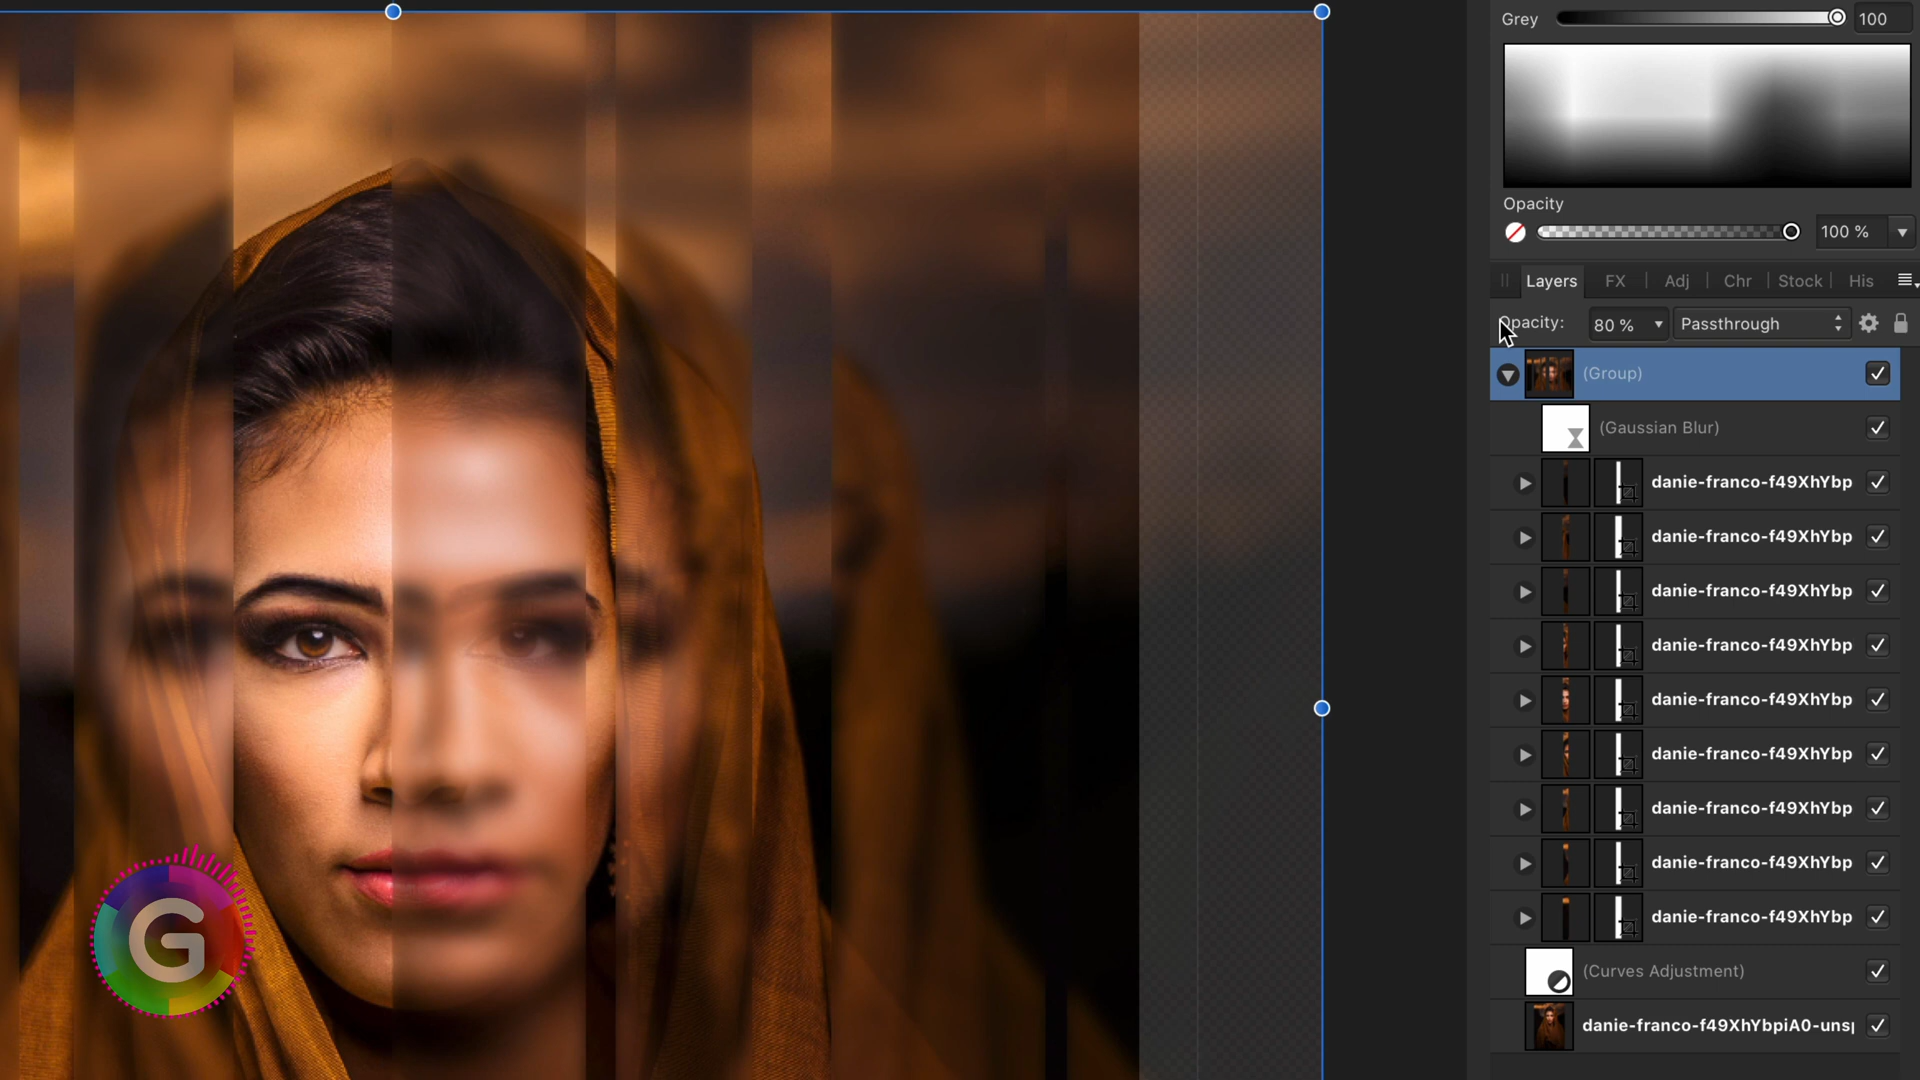 Grey 100
Opacity
100 %
Layers FX Adj Chr Stock His
Opacity: 80 % Passthrough
(Group)
(Gaussian Blur)
danie-franco-f49XhYbp
danie-franco-f49XhYbp
danie-franco-f49XhYbp
danie-franco-f49XhYbp
danie-franco-f49XhYbp
danie-franco-f49XhYbp
danie-franco-f49XhYbp
danie-franco-f49XhYbp
danie-franco-f49XhYbp
(Curves Adjustment)
danie-franco-f49XhYbpiA0-unsp
G